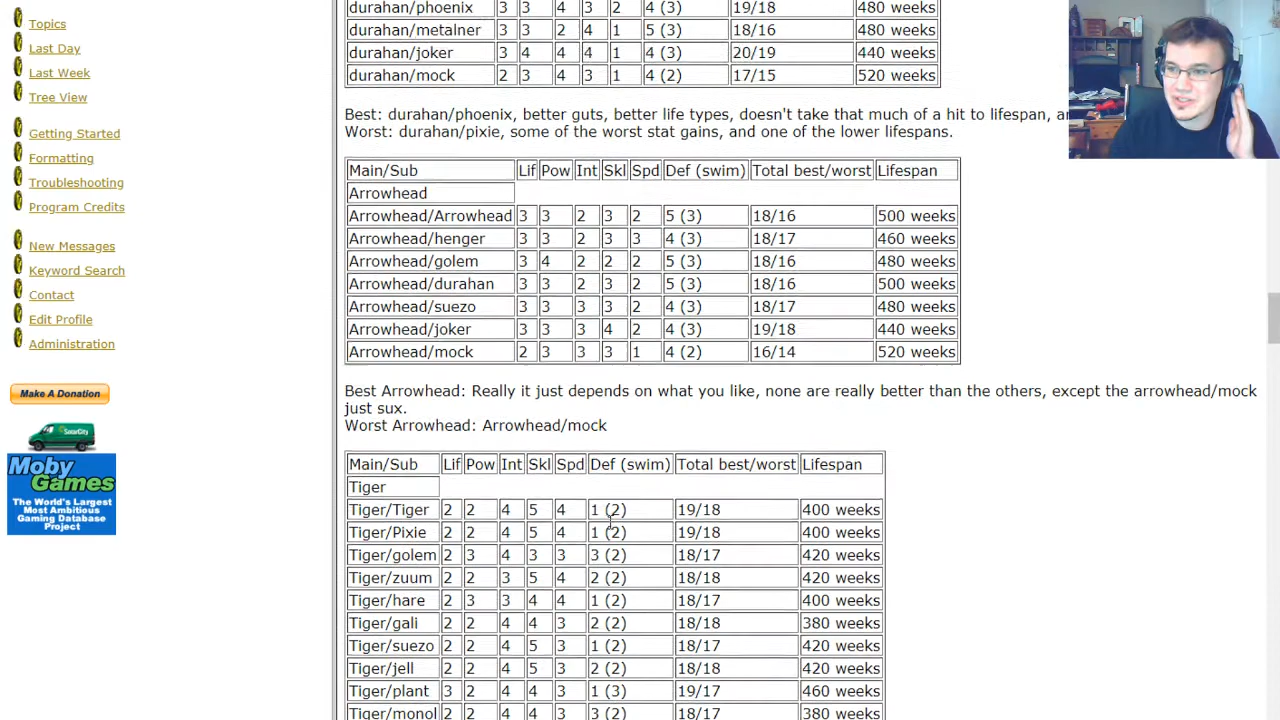 Topics
Last Day
Last Week
Tree View
Getting Started
Formatting
Troubleshooting
Program Credits
New Messages
Keyword Search
Contact
Edit Profile
Administration
Make A Donation
Moby
Games
The World's Largest
Most Ambitious
Gaming Database
Project
durahan/phoenix 3 3 4 3 2 4 (3) 19/18 480 weeks
durahan/metalner 3 3 2 4 1 5 (3) 18/16 480 weeks
durahan/joker 3 4 4 4 1 4 (3) 20/19 440 weeks
durahan/mock 2 3 4 3 1 4 (2) 17/15 520 weeks
Best: durahan/phoenix, better guts, better life types, doesn't take that much of a hit to lifespan,
Worst: durahan/pixie, some of the worst stat gains, and one of the lower lifespans.
Main/Sub Lif Pow Int Skl Spd Def (swim) Total best/worst Lifespan
Arrowhead
Arrowhead/Arrowhead 3 3 2 3 2 5 (3) 18/16 500 weeks
Arrowhead/henger 3 3 2 3 3 4 (3) 18/17 460 weeks
Arrowhead/golem 3 4 2 2 2 5 (3) 18/16 480 weeks
Arrowhead/durahan 3 3 2 3 2 5 (3) 18/16 500 weeks
Arrowhead/suezo 3 3 3 3 2 4 (3) 18/17 480 weeks
Arrowhead/joker 3 3 3 4 2 4 (3) 19/18 440 weeks
Arrowhead/mock 2 3 3 3 1 4 (2) 16/14 520 weeks
Best Arrowhead: Really it just depends on what you like, none are really better than the others, except the arrowhead/mock
just sux.
Worst Arrowhead: Arrowhead/mock
Main/Sub Lif Pow Int Skl Spd Def (swim) Total best/worst Lifespan
Tiger
Tiger/Tiger 2 2 4 5 4 1 (2) 19/18 400 weeks
Tiger/Pixie 2 2 4 5 4 1 (2) 19/18 400 weeks
Tiger/golem 2 3 4 3 3 3 (2) 18/17 420 weeks
Tiger/zuum 2 2 3 5 4 2 (2) 18/18 420 weeks
Tiger/hare 2 3 3 4 4 1 (2) 18/17 400 weeks
Tiger/gali 2 2 4 4 3 2 (2) 18/18 380 weeks
Tiger/suezo 2 2 4 5 3 1 (2) 18/17 420 weeks
Tiger/jell 2 2 4 5 3 2 (2) 18/18 420 weeks
Tiger/plant 3 2 4 4 3 1 (3) 19/17 460 weeks
Tiger/monol 2 2 4 4 3 3 (2) 18/17 380 weeks